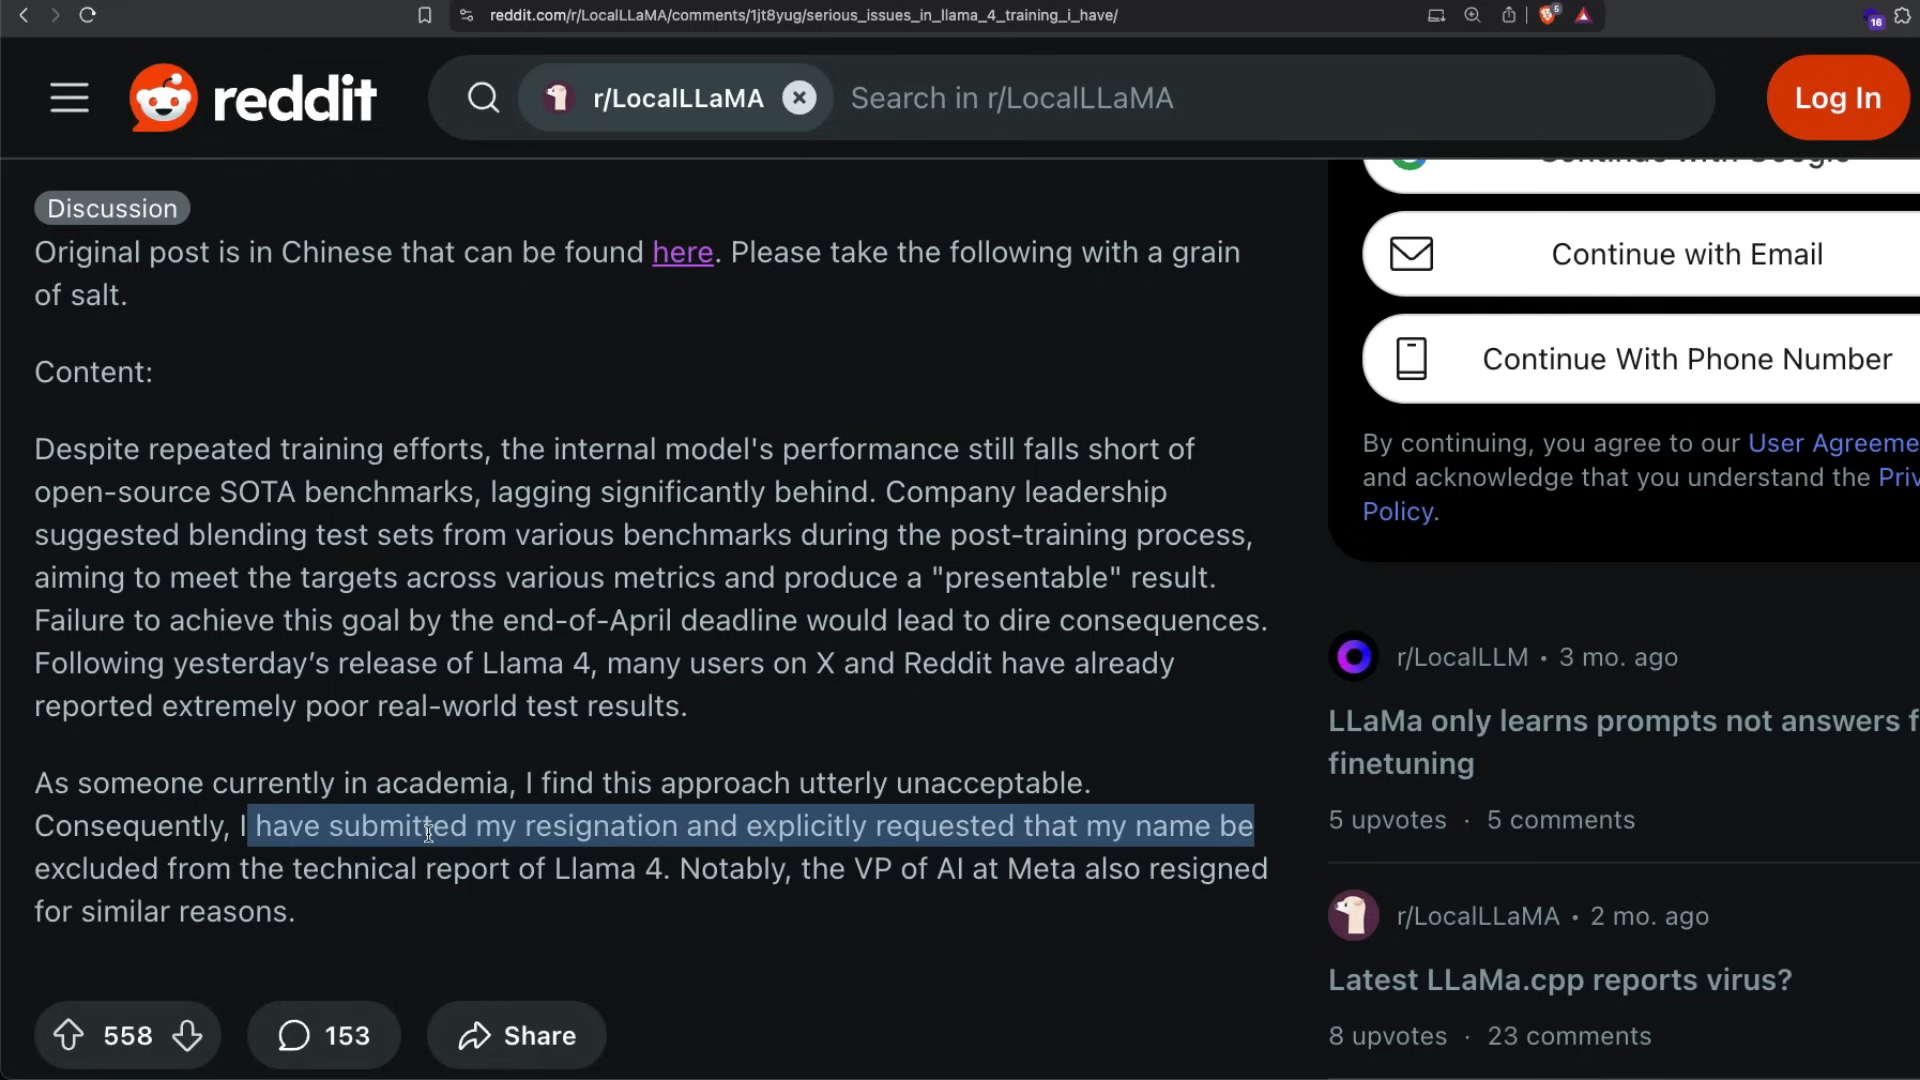 reddit.com/r/LocalLLaMA/comments/1jt8yug/serious_issues_in_llama_4_training_i_have/
5
16
reddit
r/LocalLLaMA
Search in r/LocalLLaMA
Log In
Discussion
Original post is in Chinese that can be found here. Please take the following with a grain
of salt.
Content:
Despite repeated training efforts, the internal model's performance still falls short of
open-source SOTA benchmarks, lagging significantly behind. Company leadership
suggested blending test sets from various benchmarks during the post-training process,
aiming to meet the targets across various metrics and produce a "presentable" result.
Failure to achieve this goal by the end-of-April deadline would lead to dire consequences.
Following yesterday’s release of Llama 4, many users on X and Reddit have already
reported extremely poor real-world test results.
As someone currently in academia, I find this approach utterly unacceptable.
Consequently, I have submitted my resignation and explicitly requested that my name be
excluded from the technical report of Llama 4. Notably, the VP of AI at Meta also resigned
for similar reasons.
558
153
Share
Continue with Google
Continue with Email
Continue With Phone Number
By continuing, you agree to our User Agreeme
and acknowledge that you understand the Priv
Policy.
r/LocalLLM • 3 mo. ago
LLaMa only learns prompts not answers f
finetuning
5 upvotes · 5 comments
r/LocalLLaMA • 2 mo. ago
Latest LLaMa.cpp reports virus?
8 upvotes · 23 comments